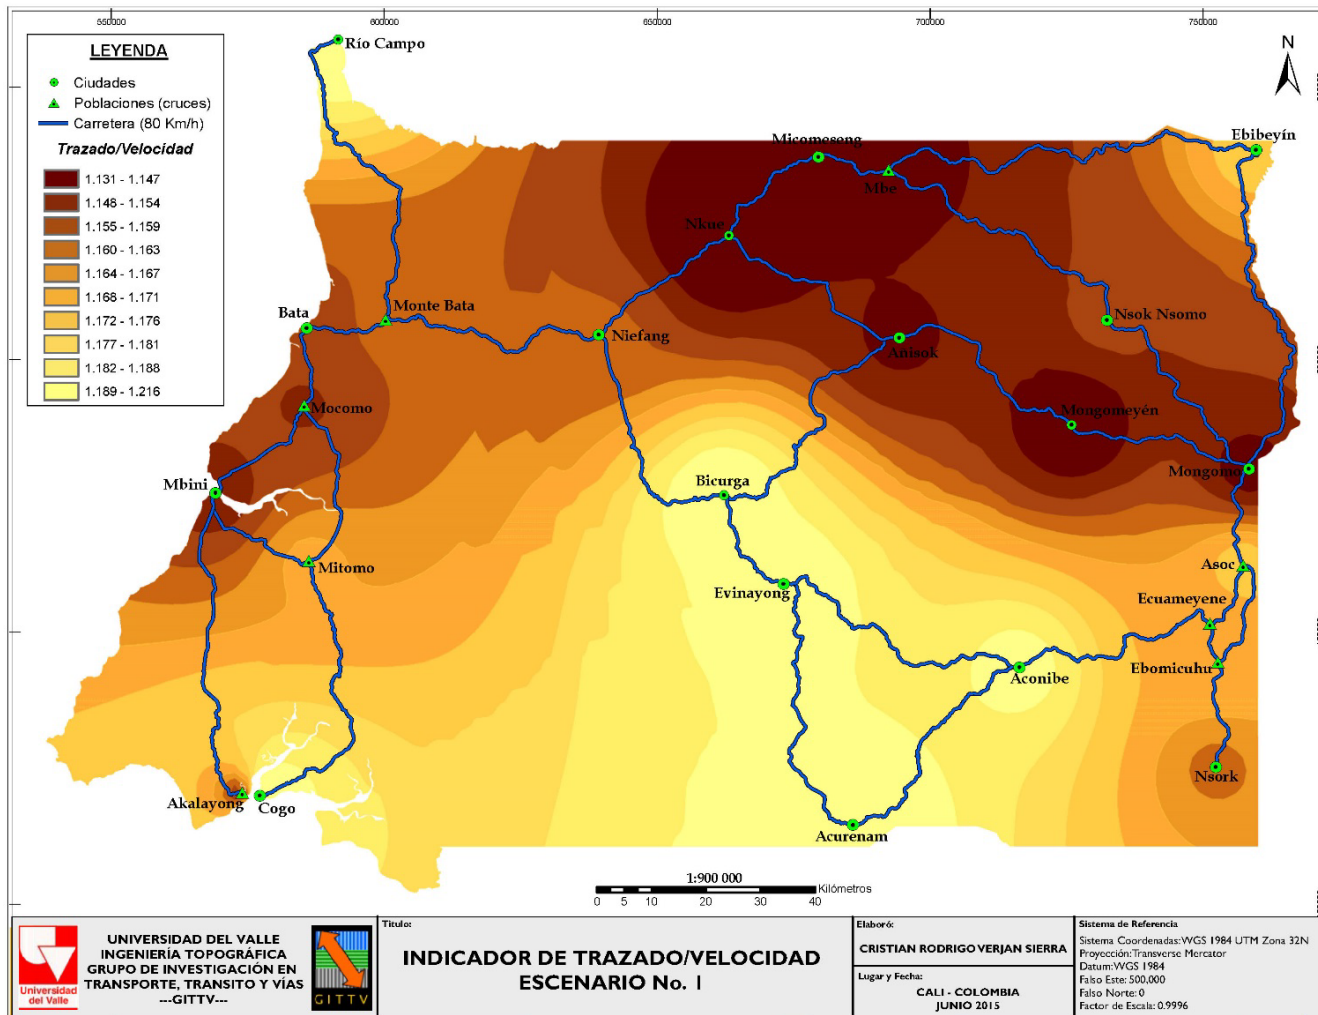 550000
600000
650000
700000
750000
LEYENDA
Ciudades
Poblaciones (cruces)
Carretera (80 Km/h)
Trazado/Velocidad
1.131 - 1.147
1.148 - 1.154
1.155 - 1.159
1.160 - 1.163
1.164 - 1.167
1.168 - 1.171
1.172 - 1.176
1.177 - 1.181
1.182 - 1.188
1.189 - 1.216
N
Río Campo
Micomeseng
Ebibeyín
Mbe
Nkue
Monte Bata
Bata
Niefang
Nsok Nsomo
Añisok
Mocomo
Mongomeyén
Mongomo
Mbini
Bicurga
Mitomo
Asoc
Evinayong
Ecuameyene
Aconibe
Ebomicuhu
Nsork
Akalayong
Cogo
Acurenam
1:900 000
Kilómetros
0 5 10 20 30 40
Universidad
del Valle
UNIVERSIDAD DEL VALLE
INGENIERÍA TOPOGRÁFICA
GRUPO DE INVESTIGACIÓN EN
TRANSPORTE, TRANSITO Y VÍAS
---GITTV---
GITTV
Titulo:
INDICADOR DE TRAZADO/VELOCIDAD
ESCENARIO No. 1
Elaboró:
CRISTIAN RODRIGO VERJAN SIERRA
Lugar y Fecha:
CALI - COLOMBIA
JUNIO 2015
Sistema de Referencia
Sistema Coordenadas: WGS 1984 UTM Zona 32N
Proyección: Transverse Mercator
Datum: WGS 1984
Falso Este: 500,000
Falso Norte: 0
Factor de Escala: 0.9996